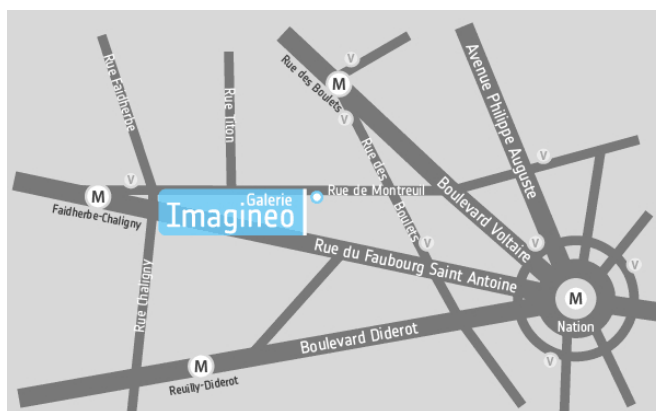 Rue Faidherbe
Rue Titon
V
M
Rue des Boulets
V
Avenue Philippe Auguste
V
M
Faidherbe-Chaligny
Galerie
Imagineo
Rue de Montreuil
Rue des Boulets
Boulevard Voltaire
V
V
V
V
Rue du Faubourg Saint Antoine
Rue Chaligny
M
Nation
Boulevard Diderot
V
M
Reuilly-Diderot